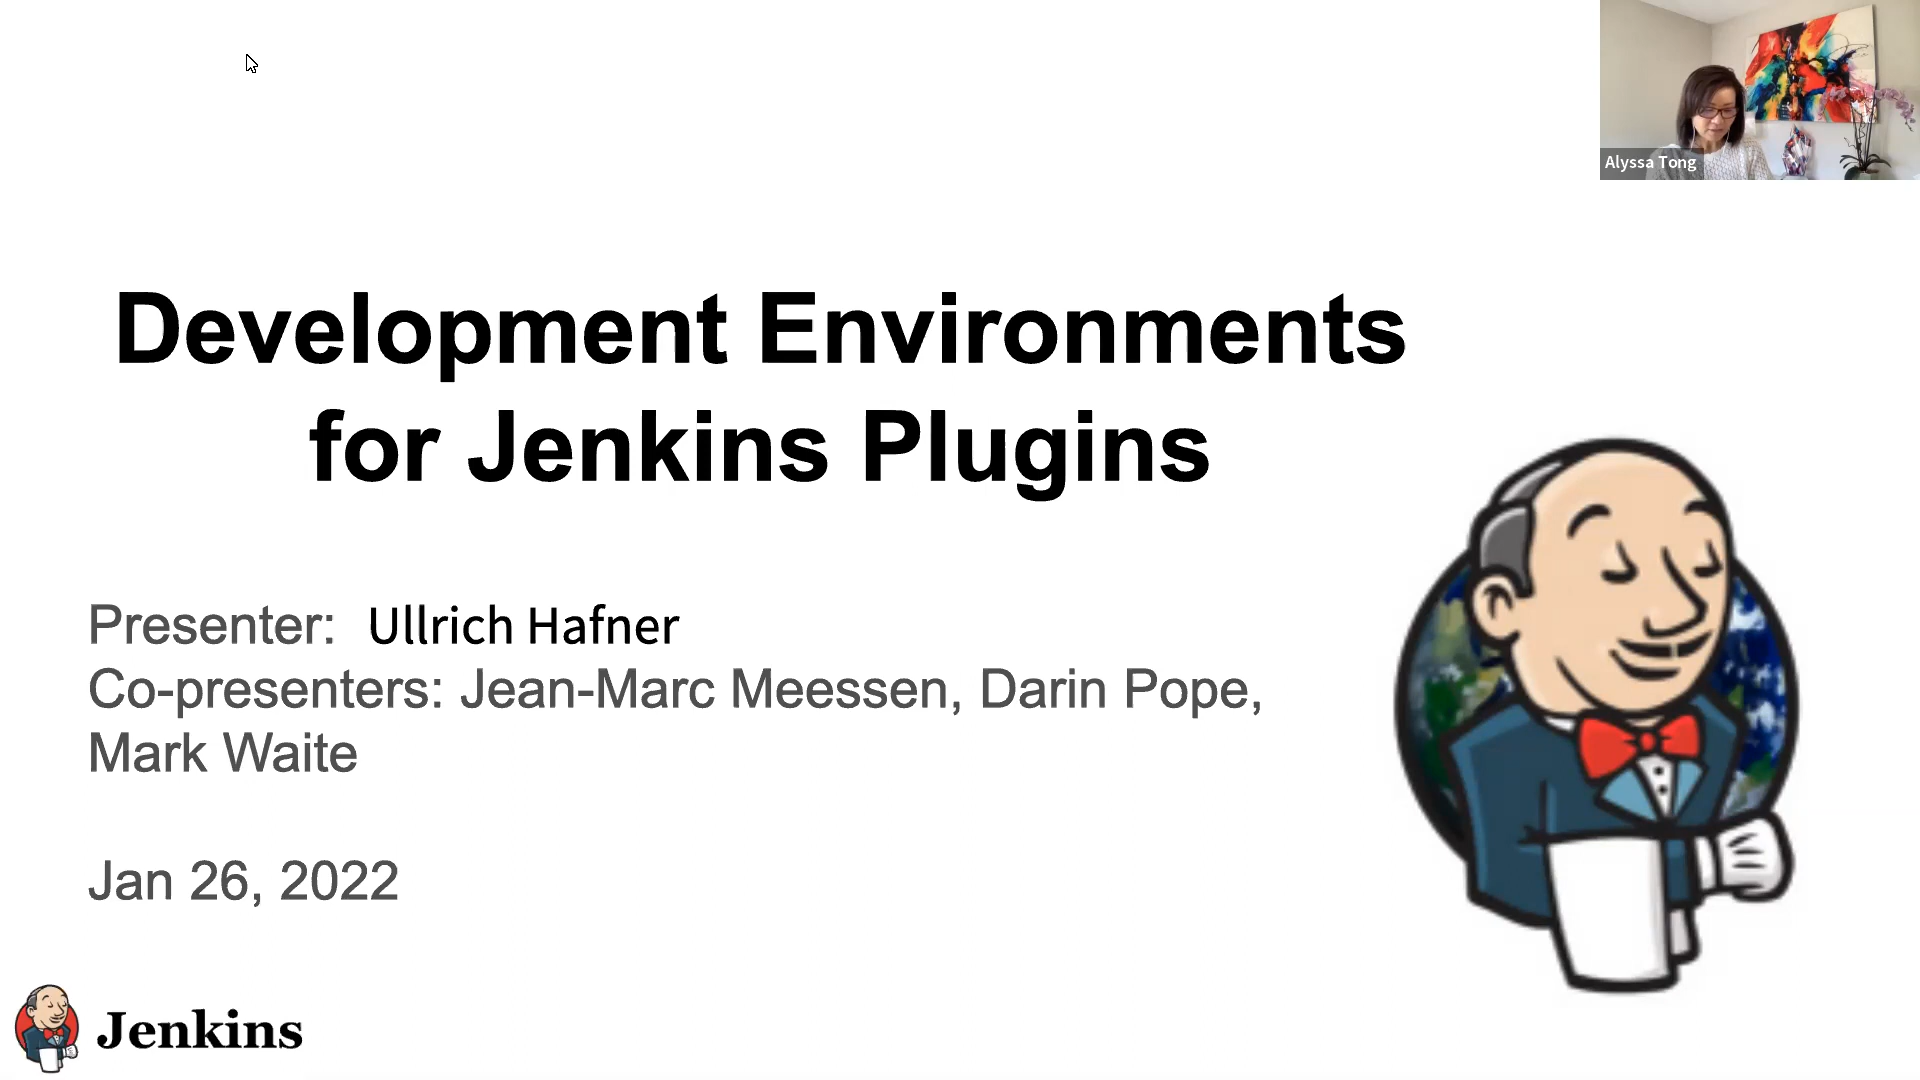 Alyssa Tong
Development Environments
for Jenkins Plugins
Presenter: Ullrich Hafner
Co-presenters: Jean-Marc Meessen, Darin Pope,
Mark Waite
Jan 26, 2022
Jenkins